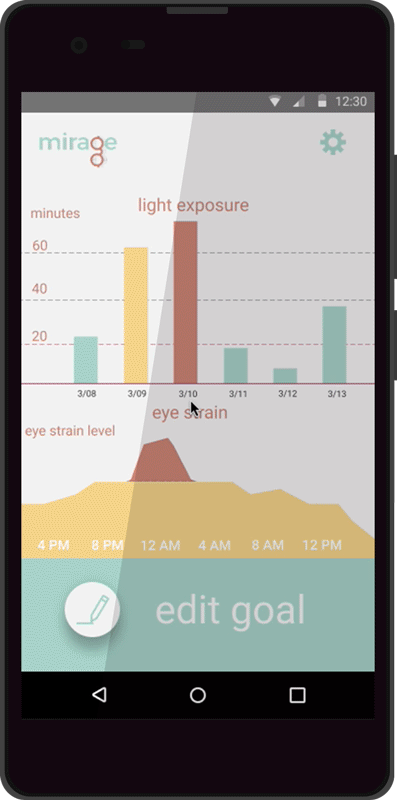 12:30
mirage
light exposure
minutes
60
40
20
3/08 3/09 3/10 3/11 3/12 3/13
eye strain
eye strain level
4 PM 8 PM 12 AM 4 AM 8 AM 12 PM
edit goal